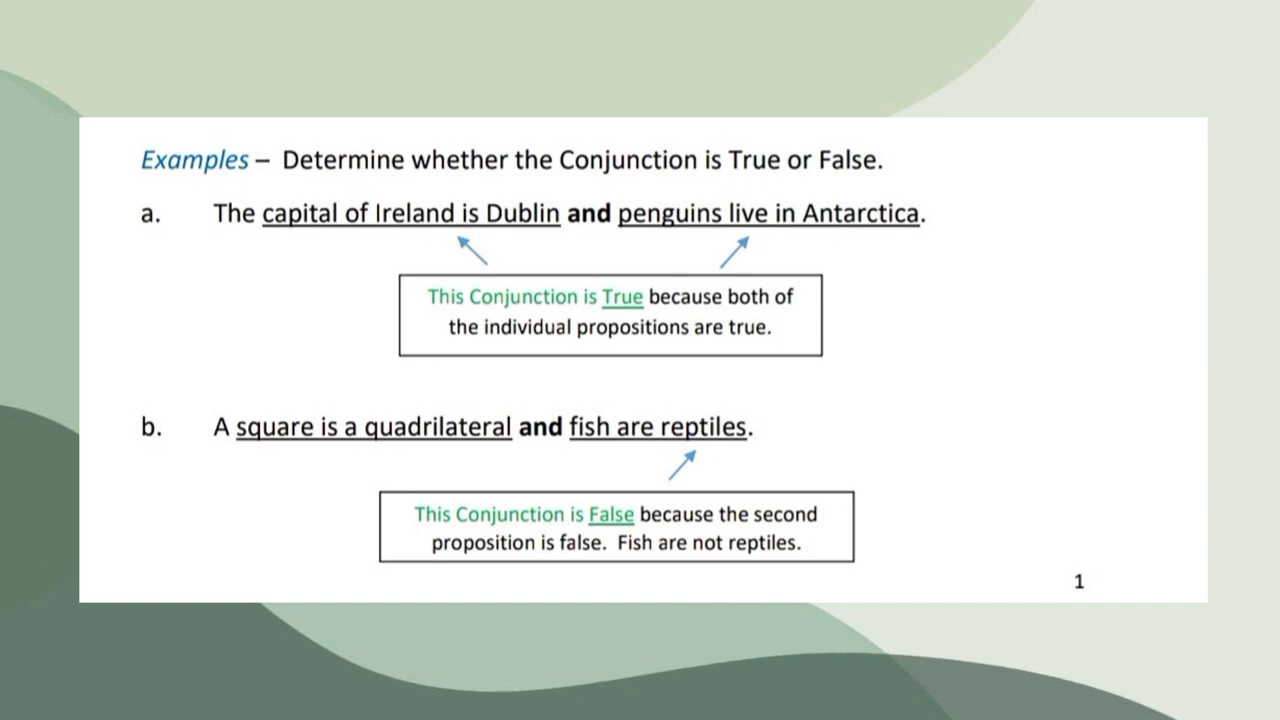 Examples – Determine whether the Conjunction is True or False.
a. The capital of Ireland is Dublin and penguins live in Antarctica.
This Conjunction is True because both of
the individual propositions are true.
b. A square is a quadrilateral and fish are reptiles.
This Conjunction is False because the second
proposition is false. Fish are not reptiles.
1